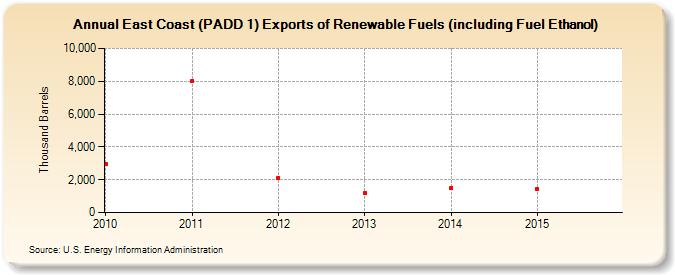 Annual East Coast (PADD 1) Exports of Renewable Fuels (including Fuel Ethanol)
Thousand Barrels
10,000
8,000
6,000
4,000
2,000
0
2010 2011 2012 2013 2014 2015
Source: U.S. Energy Information Administration